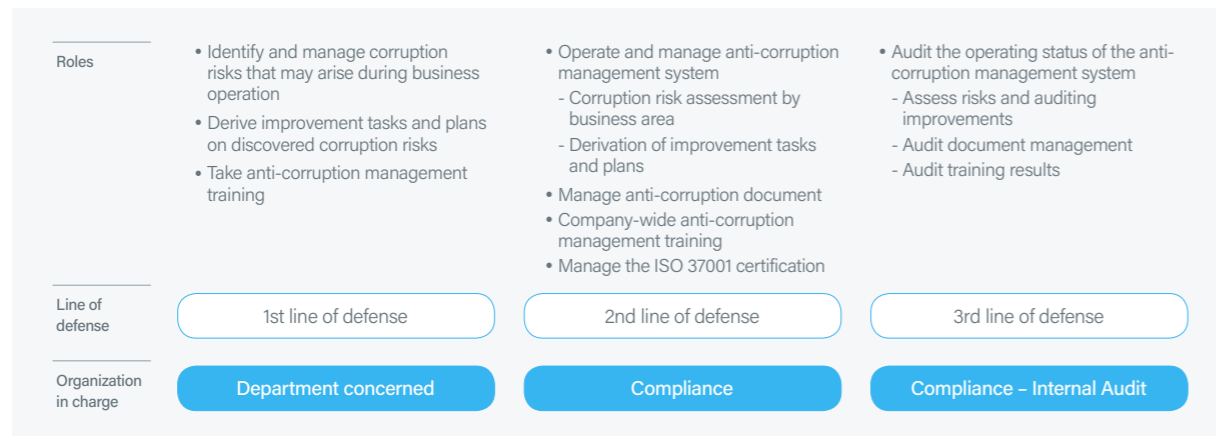 Roles
• Identify and manage corruption
risks that may arise during business
operation
• Derive improvement tasks and plans
on discovered corruption risks
• Take anti-corruption management
training
• Operate and manage anti-corruption
management system
- Corruption risk assessment by
business area
- Derivation of improvement tasks
and plans
• Manage anti-corruption document
• Company-wide anti-corruption
management training
• Manage the ISO 37001 certification
• Audit the operating status of the anti-
corruption management system
- Assess risks and auditing
improvements
- Audit document management
- Audit training results
Line of
defense
1st line of defense
2nd line of defense
3rd line of defense
Organization
in charge
Department concerned
Compliance
Compliance – Internal Audit